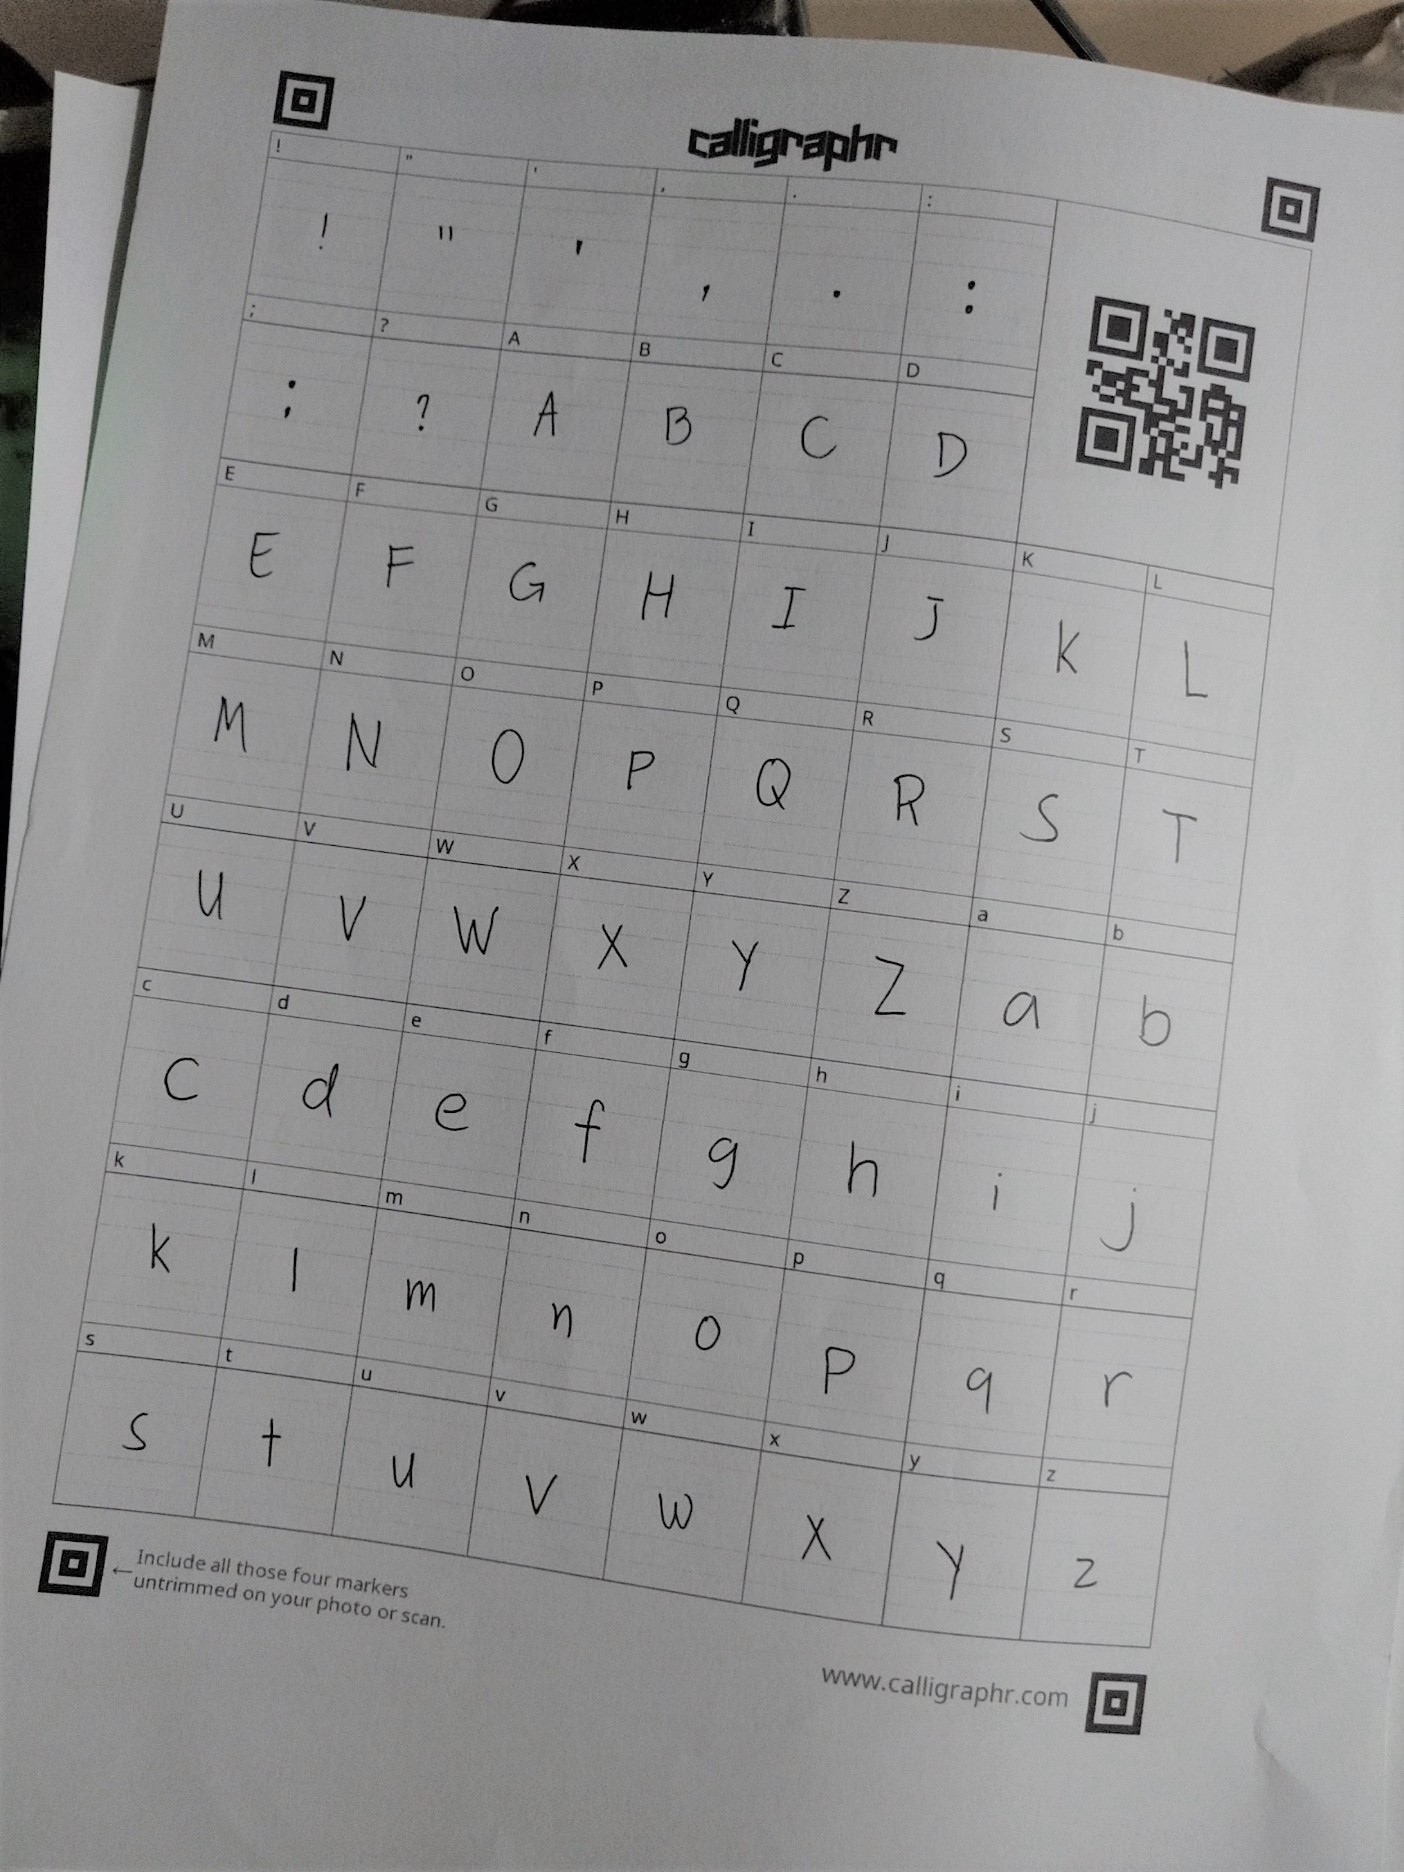 calligraphr
! " ' , . :
! " ' , . :
; ? A B C D
; ? A B C D
E F G H I J K L
E F G H I J K L
M N O P Q R S T
M N O P Q R S T
U V W X Y Z a b
U V W X Y Z a b
c d e f g h i j
c d e f g h i j
k l m n o p q r
k l m n o p q r
s t u v w x y z
s t u v w x y z
←Include all those four markers
untrimmed on your photo or scan.
www.calligraphr.com